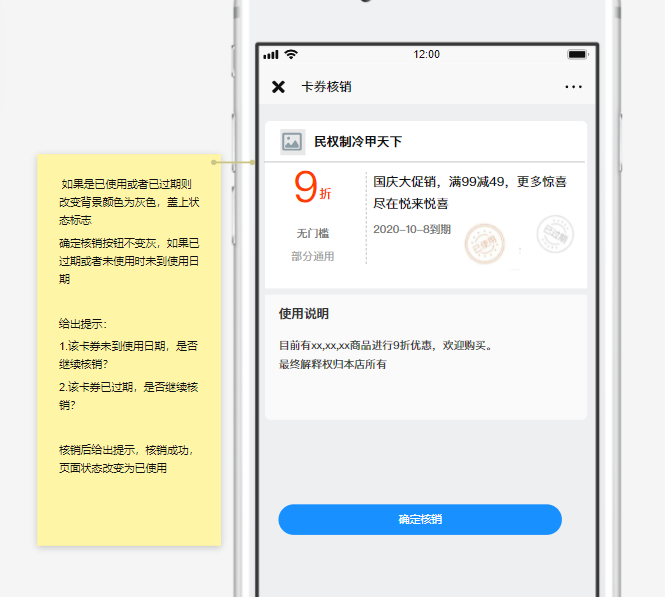 如果是已使用或者已过期则
改变背景颜色为灰色，盖上状
态标志
确定核销按钮不变灰，如果已
过期或者未使用时未到使用日
期
给出提示：
1.该卡券未到使用日期，是否
继续核销?
2.该卡券已过期，是否继续核
销?
核销后给出提示，核销成功，
页面状态改变为已使用
12:00
卡券核销
民权制冷甲天下
9折
无门槛
部分通用
国庆大促销，满99减49，更多惊喜
尽在悦来悦喜
2020-10-8到期
已使用
已过期
使用说明
目前有xx,xx,xx商品进行9折优惠，欢迎购买。
最终解释权归本店所有
确定核销